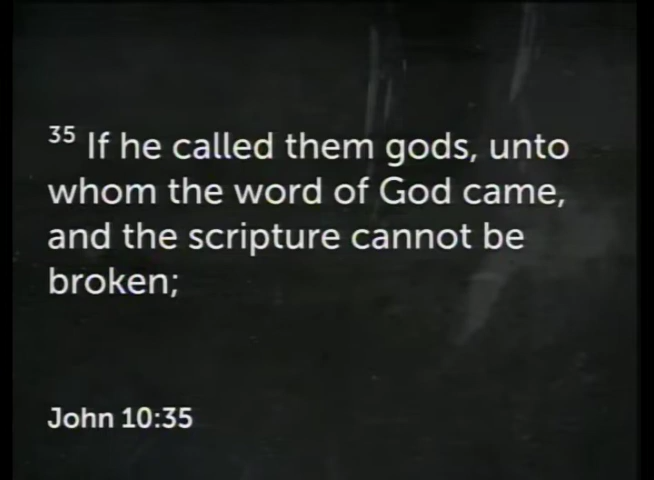 35 If he called them gods, unto
whom the word of God came,
and the scripture cannot be
broken;
John 10:35